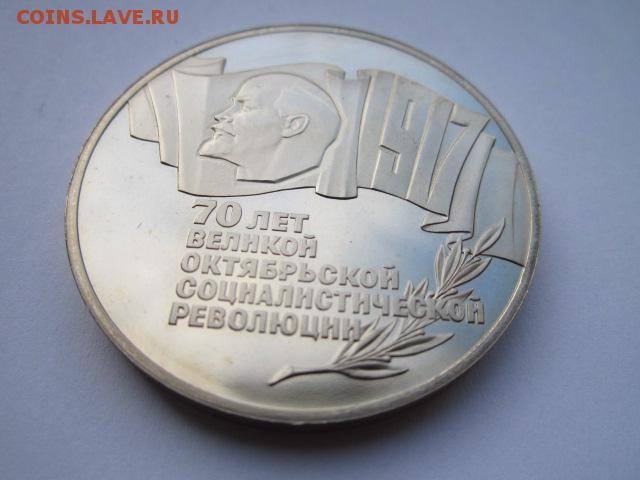 COINS.LAVE.RU
1917
70 ЛЕТ
ВЕЛИКОЙ
ОКТЯБРЬСКОЙ
СОЦИАЛИСТИЧЕСКОЙ
РЕВОЛЮЦИИ